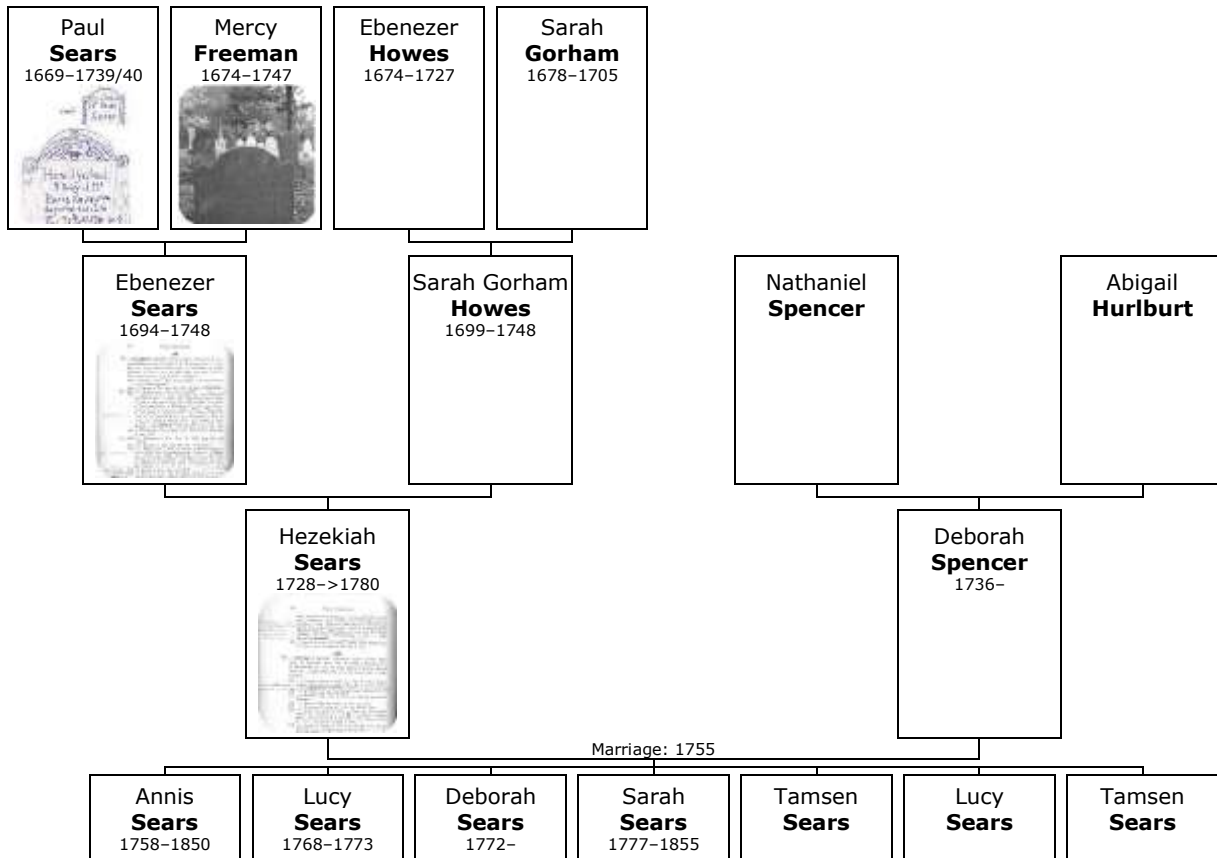 Paul
Sears
1669–1739/40
Mercy
Freeman
1674–1747
Ebenezer
Howes
1674–1727
Sarah
Gorham
1678–1705
Ebenezer
Sears
1694–1748
Sarah Gorham
Howes
1699–1748
Nathaniel
Spencer
Abigail
Hurlburt
Hezekiah
Sears
1728–>1780
Deborah
Spencer
1736–
Marriage: 1755
Annis
Sears
1758–1850
Lucy
Sears
1768–1773
Deborah
Sears
1772–
Sarah
Sears
1777–1855
Tamsen
Sears
Lucy
Sears
Tamsen
Sears